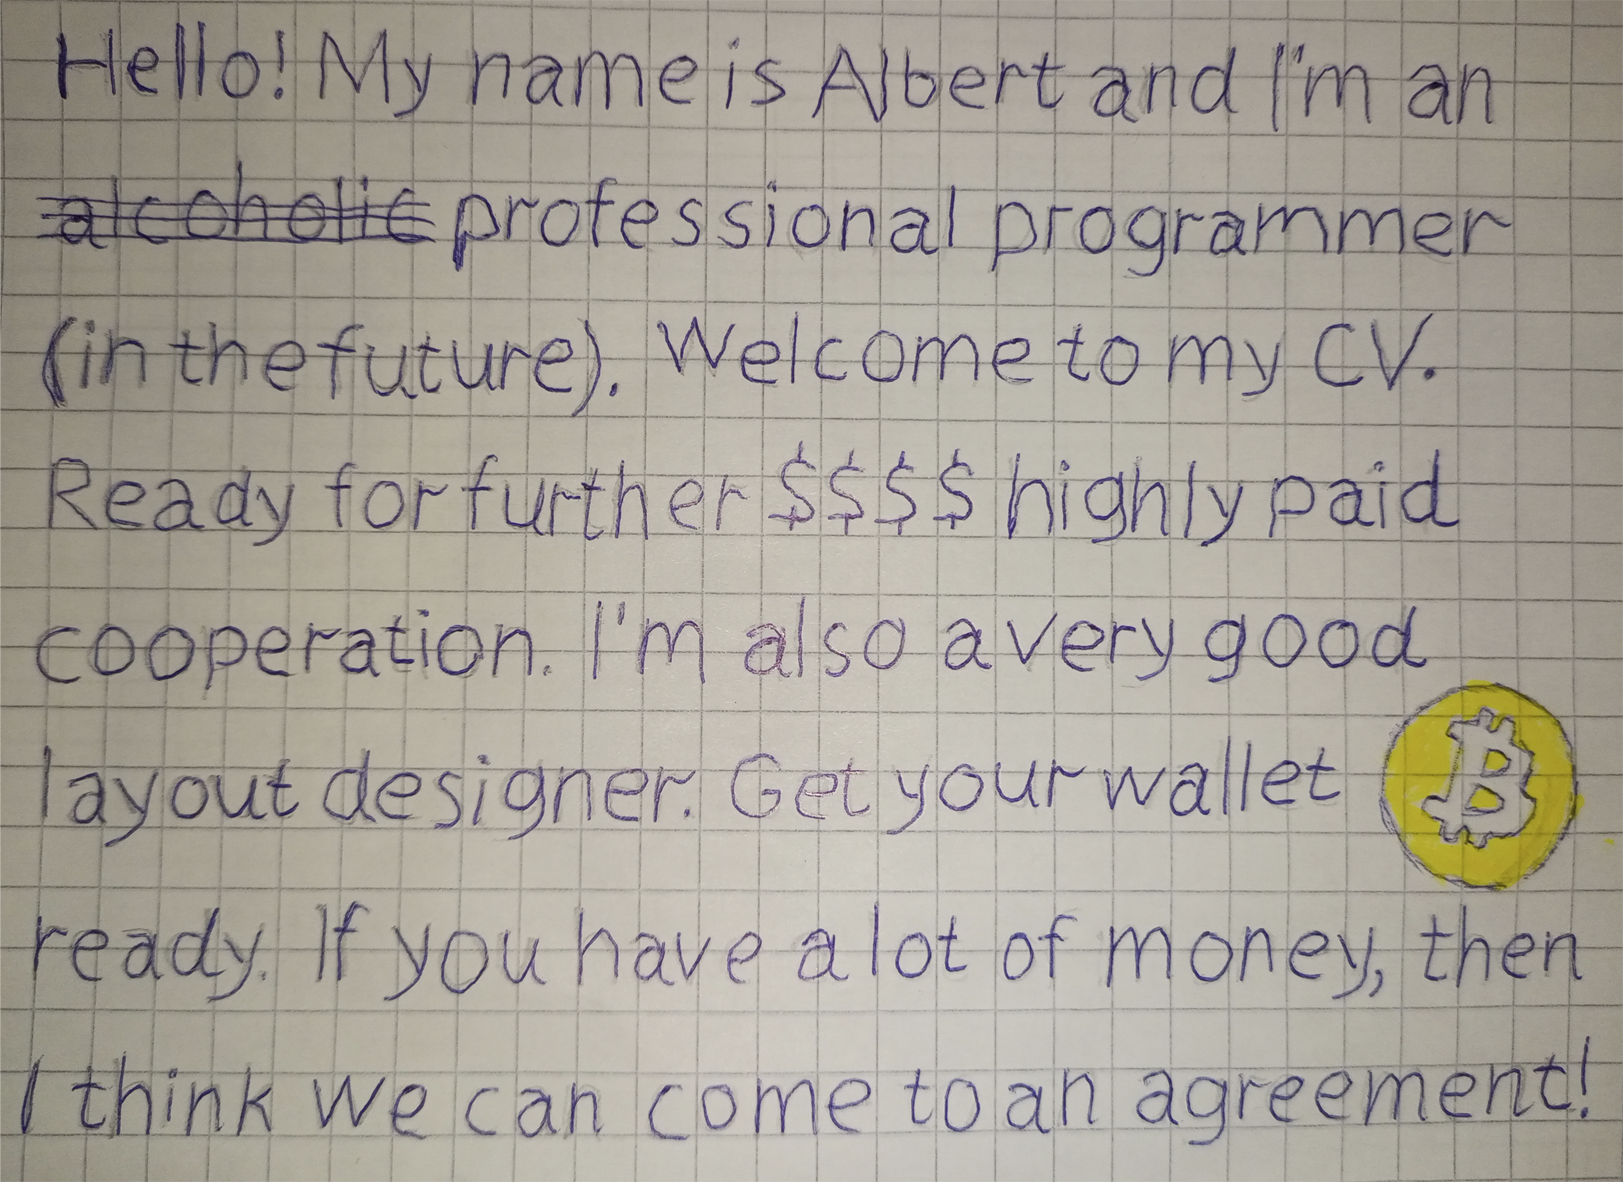 Hello! My name is Albert and I'm an
alcoholic professional programmer
(in the future). Welcome to my CV.
Ready for further $$$$ highly paid
cooperation. I'm also a very good
layout designer. Get your wallet ₿
ready. If you have a lot of money, then
I think we can come to an agreement!